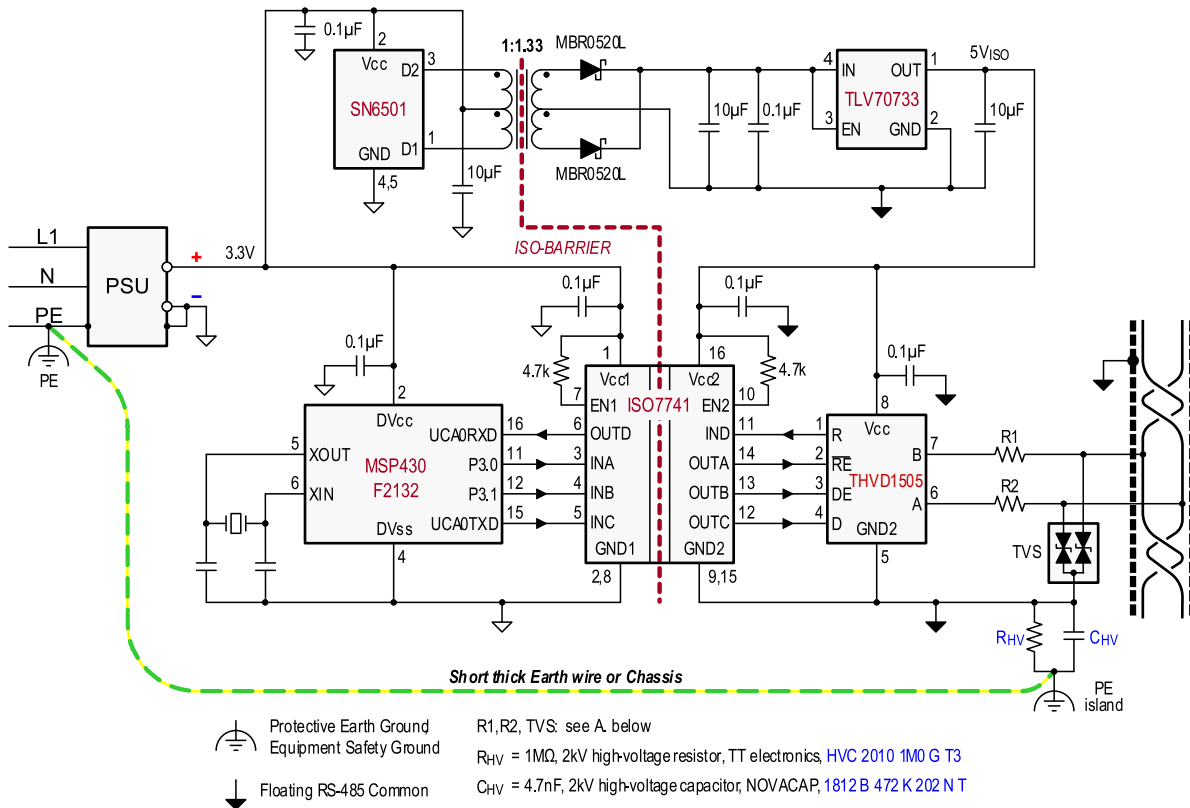 0.1µF
2
Vcc
D2
3
SN6501
D1
1
GND
4,5
10µF
1:1.33
MBR0520L
MBR0520L
10µF
0.1µF
4
IN
OUT
1
TLV70733
3
EN
GND
2
5VISO
10µF
ISO-BARRIER
L1
N
PE
PSU
+
–
3.3V
PE
0.1µF
2
DVcc
5
XOUT
6
XIN
MSP430
F2132
UCA0RXD
16
P3.0
11
P3.1
12
UCA0TXD
15
DVss
4
0.1µF
4.7k
1
Vcc1
7
EN1
6
OUTD
3
INA
4
INB
5
INC
GND1
2,8
ISO7741
0.1µF
4.7k
16
Vcc2
EN2
10
IND
11
OUTA
14
OUTB
13
OUTC
12
GND2
9,15
0.1µF
8
Vcc
1
R
2
RE
3
DE
4
D
THVD1505
B
7
A
6
GND2
5
R1
R2
TVS
RHV
CHV
PE
island
Short thick Earth wire or Chassis
Protective Earth Ground,
Equipment Safety Ground
Floating RS-485 Common
R1,R2, TVS: see A. below
RHV = 1MΩ, 2kV high-voltage resistor, TT electronics, HVC 2010 1M0 G T3
CHV = 4.7nF, 2kV high-voltage capacitor, NOVACAP, 1812 B 472 K 202 N T